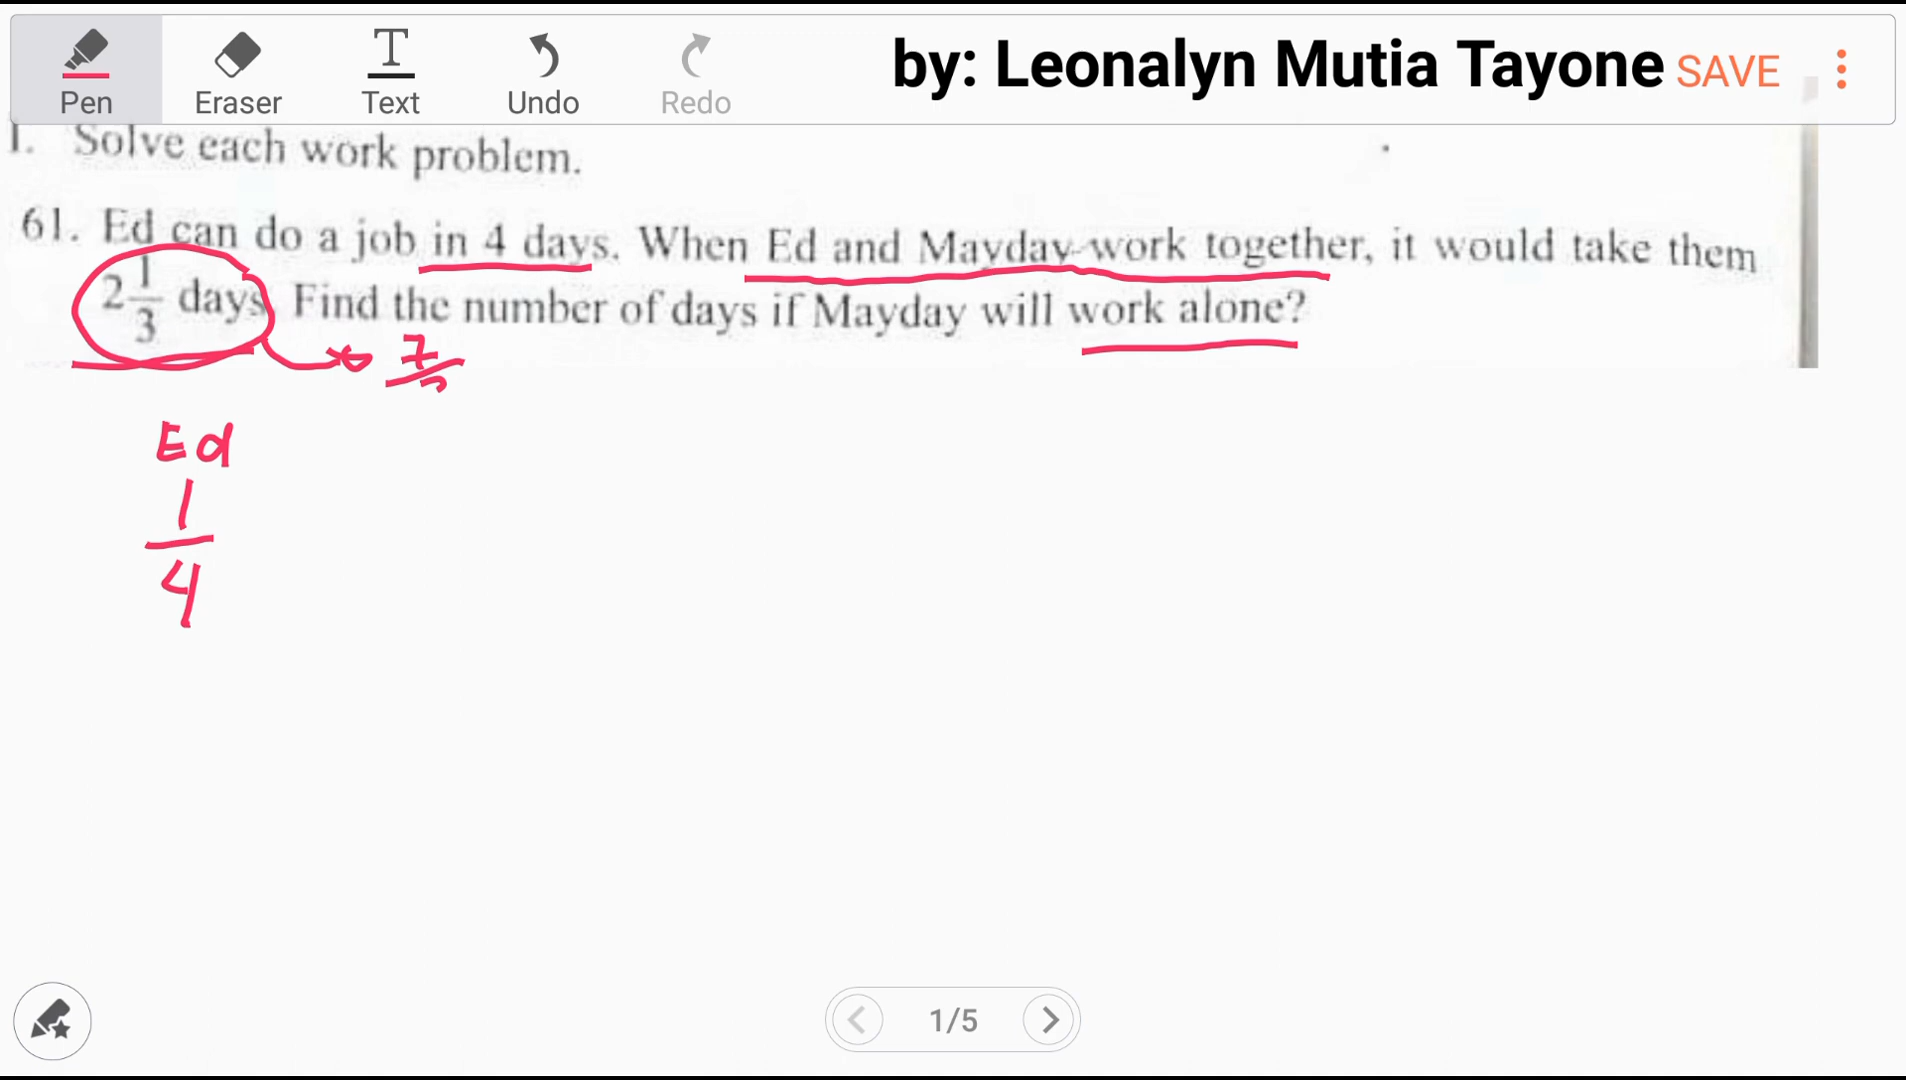 by: Leonalyn Mutia Tayone SAVE
Pen Eraser Text Undo Redo
I. Solve each work problem.
61. Ed can do a job in 4 days. When Ed and Mayday work together, it would take them
2 1/3 days. Find the number of days if Mayday will work alone?
7/3
Ed
1
4
1/5